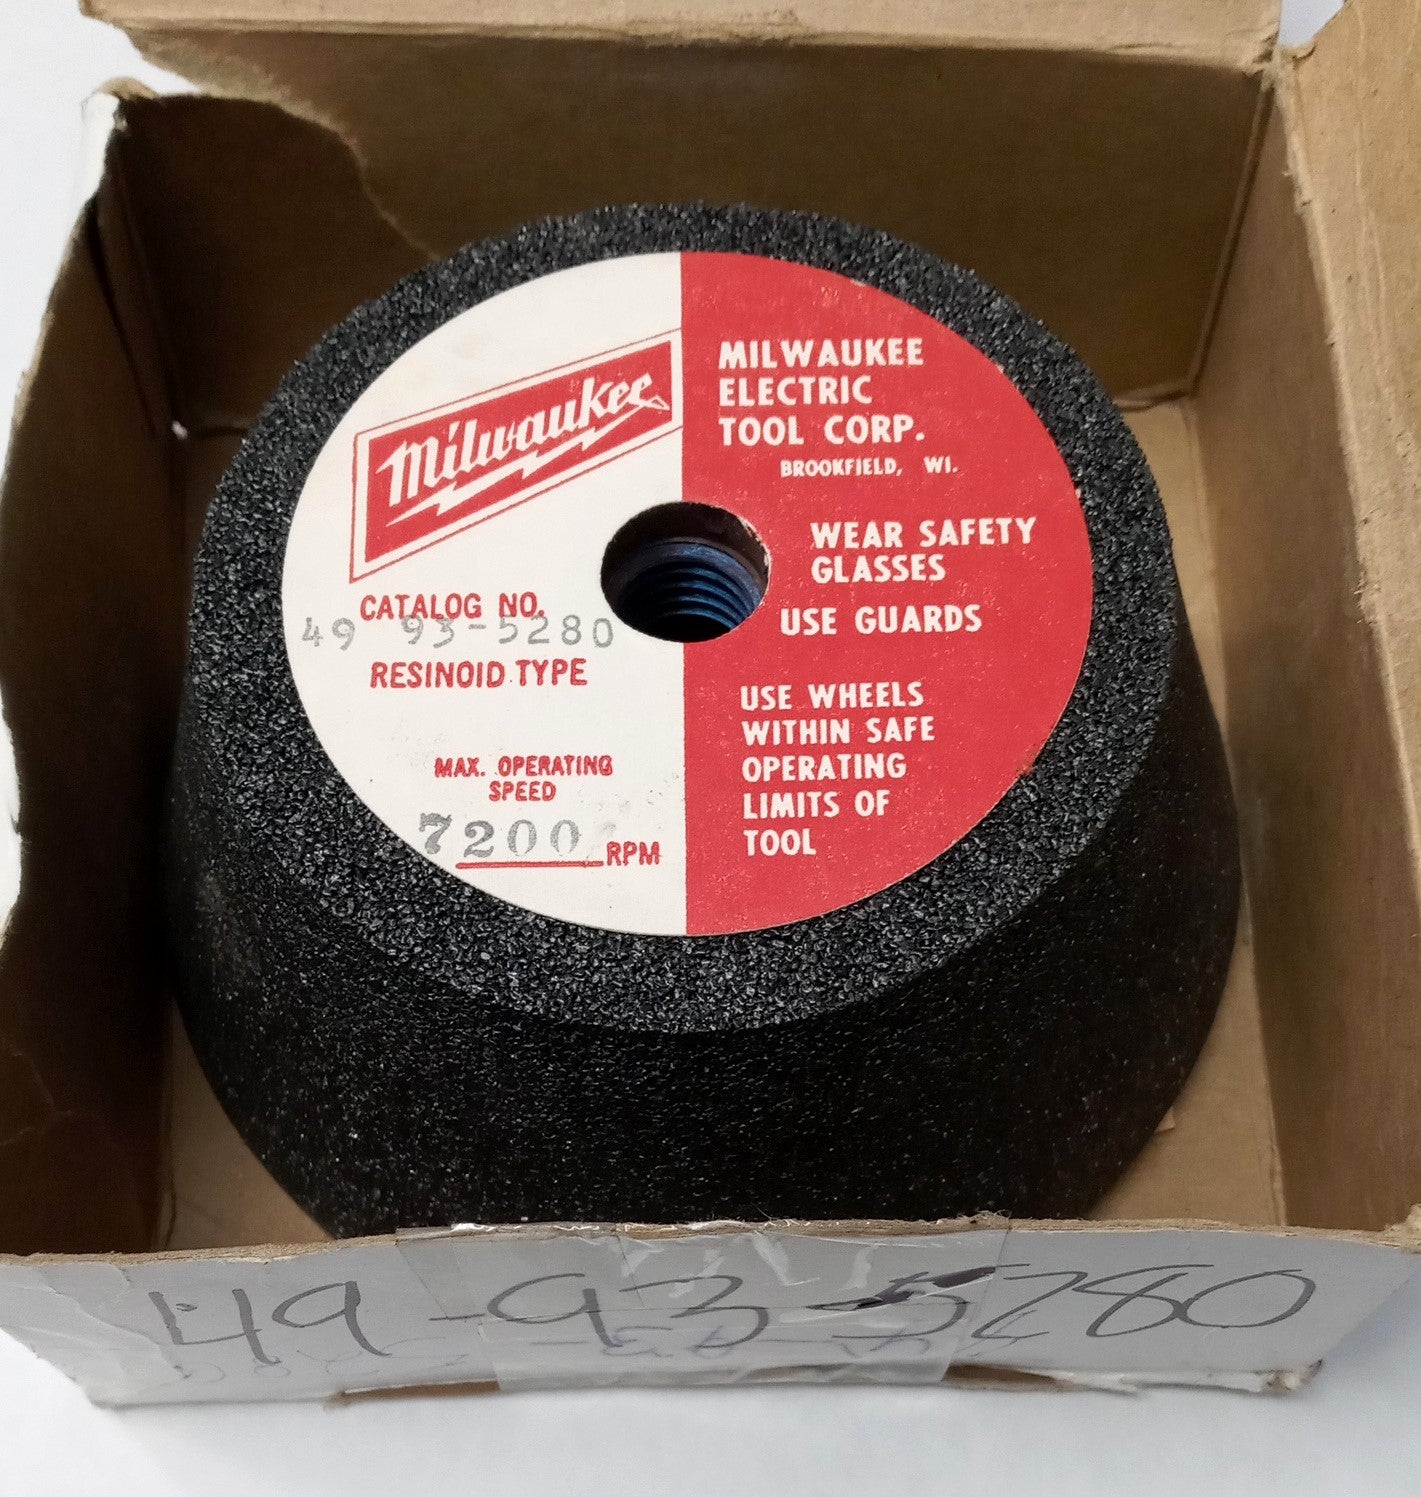 Milwaukee
CATALOG NO.
49 93-5280
RESINOID TYPE
MAX. OPERATING
SPEED
7200 RPM
MILWAUKEE
ELECTRIC
TOOL CORP.
BROOKFIELD, WI.
WEAR SAFETY
GLASSES
USE GUARDS
USE WHEELS
WITHIN SAFE
OPERATING
LIMITS OF
TOOL
49-93-5280